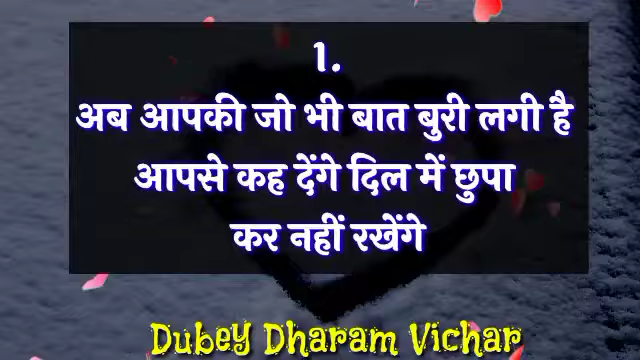 1.
अब आपकी जो भी बात बुरी लगी है
आपसे कह देंगे दिल में छुपा
कर नहीं रखेंगे
Dubey Dharam Vichar